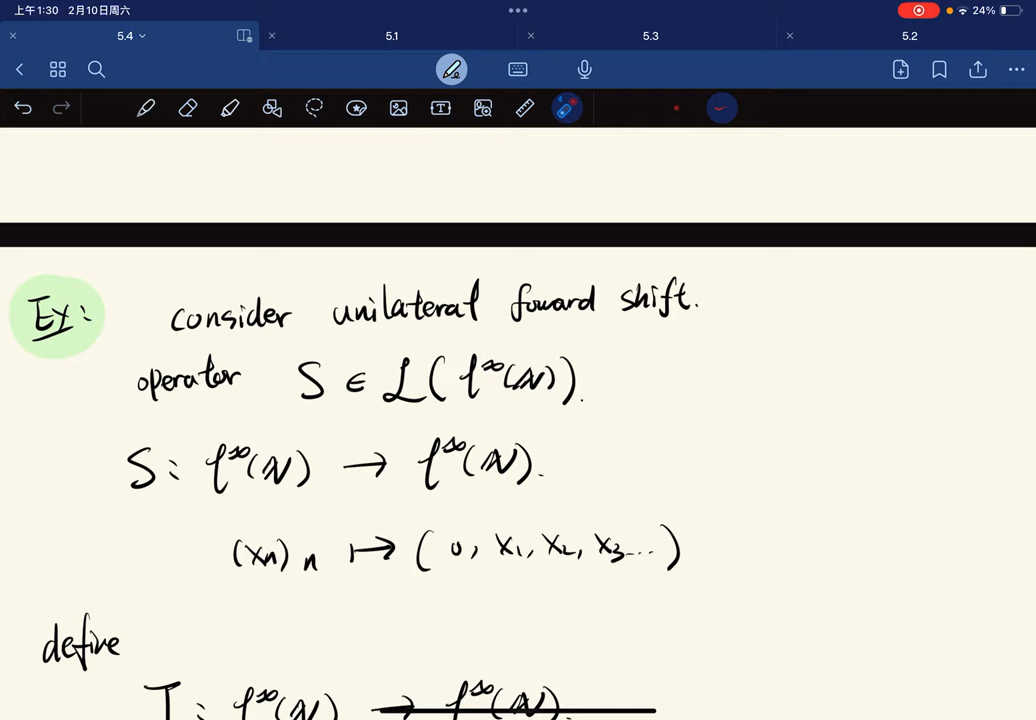 上午1:30 2月10日周六
24%
5.4
5.1
5.3
5.2
Ex: consider unilateral foward shift.
operator S ∈ L(l^∞(N)).
S: l^∞(N) → l^∞(N).
(xn)n ↦ (0, x1, x2, x3...)
define
T: l^∞(N) → l^∞(N).